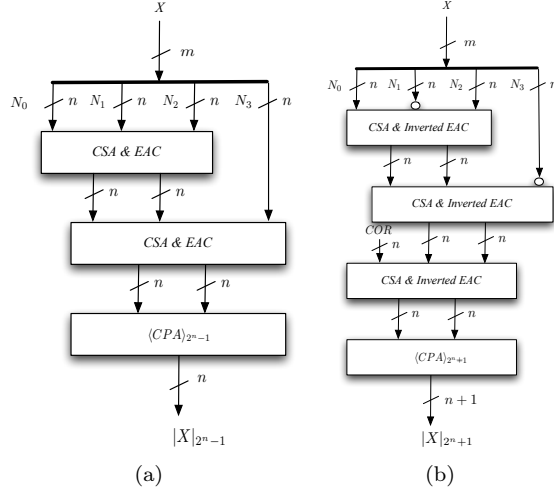 X
m
N₀ n N₁ n N₂ n N₃ n
CSA & EAC
n n
CSA & EAC
n n
⟨CPA⟩₂ⁿ₋₁
n
|X|₂ⁿ₋₁
(a)
X
m
N₀ n N₁ n N₂ n N₃ n
CSA & Inverted EAC
n n
CSA & Inverted EAC
COR n n n
CSA & Inverted EAC
n n
⟨CPA⟩₂ⁿ₊₁
n + 1
|X|₂ⁿ₊₁
(b)